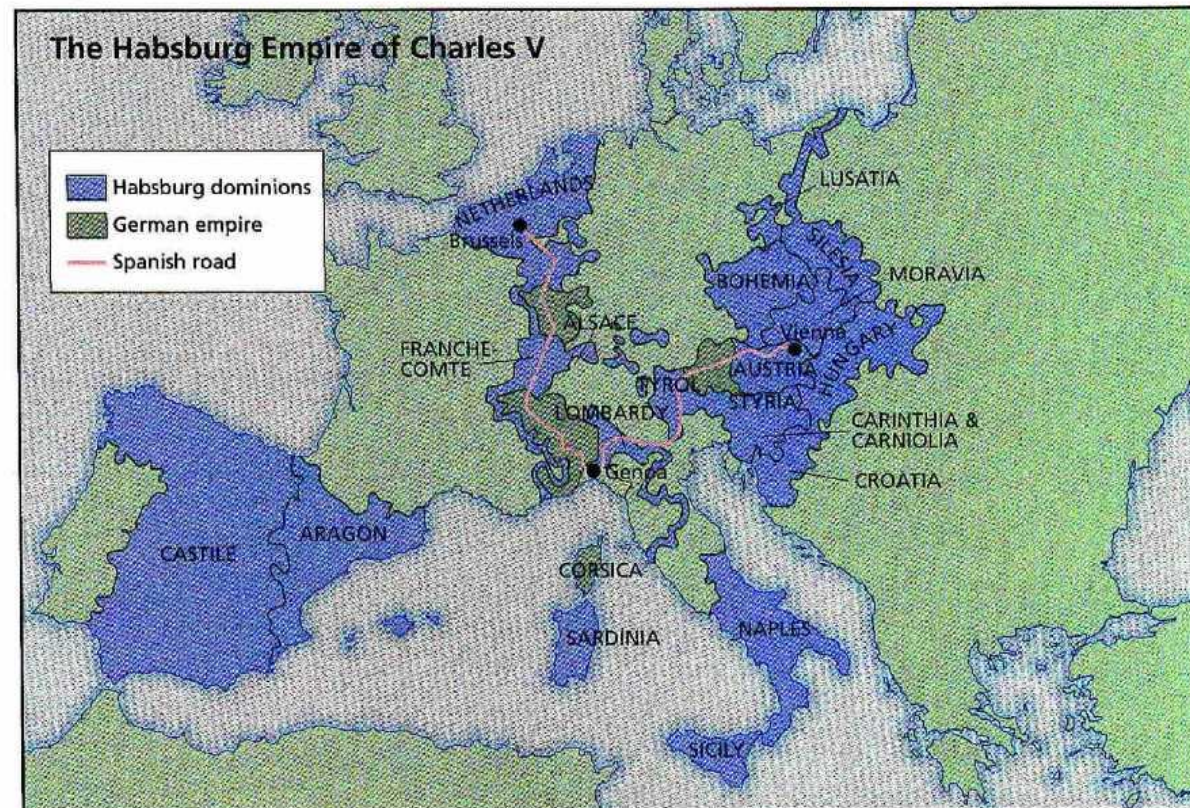 The Habsburg Empire of Charles V
Habsburg dominions
German empire
Spanish road
NETHERLANDS
Brussels
LUSATIA
SILESIA
BOHEMIA
MORAVIA
ALSACE
Vienna
HUNGARY
FRANCHE-
COMTE
AUSTRIA
TYROL
STYRIA
LOMBARDY
CARINTHIA &
CARNIOLIA
Genoa
CROATIA
ARAGON
CASTILE
CORSICA
SARDINIA
NAPLES
SICILY